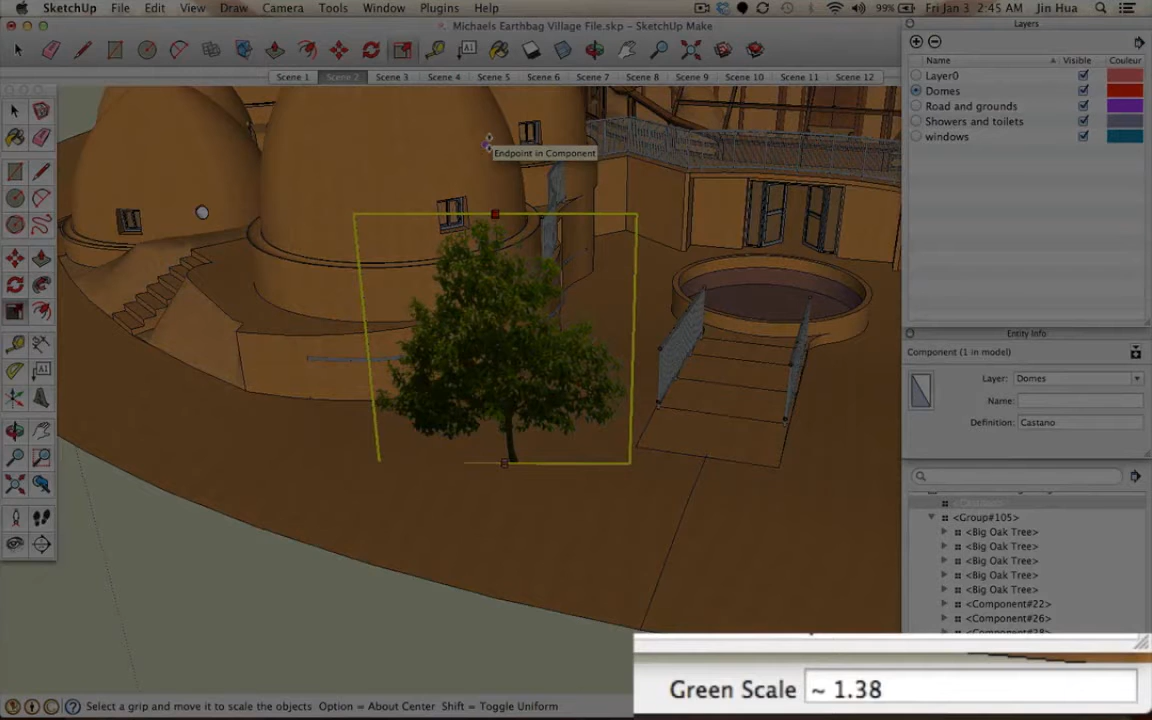 SketchUp File Edit View Draw Camera Tools Window Plugins Help 99% Fri Jan 3 2:45 AM Jin Hua
Michaels Earthbag Village File.skp - SketchUp Make
Layers
Scene 1 Scene 2 Scene 3 Scene 4 Scene 5 Scene 6 Scene 7 Scene 8 Scene 9 Scene 10 Scene 11 Scene 12
Name Visible Couleur
Layer0
Domes
Road and grounds
Showers and toilets
windows
Endpoint in Component
Entity Info
Component (1 in model)
Layer: Domes
Name:
Definition: Castano
<Group#105>
<Big Oak Tree>
<Big Oak Tree>
<Big Oak Tree>
<Big Oak Tree>
<Big Oak Tree>
<Component#22>
<Component#26>
Green Scale ~ 1.38
Select a grip and move it to scale the objects Option = About Center Shift = Toggle Uniform